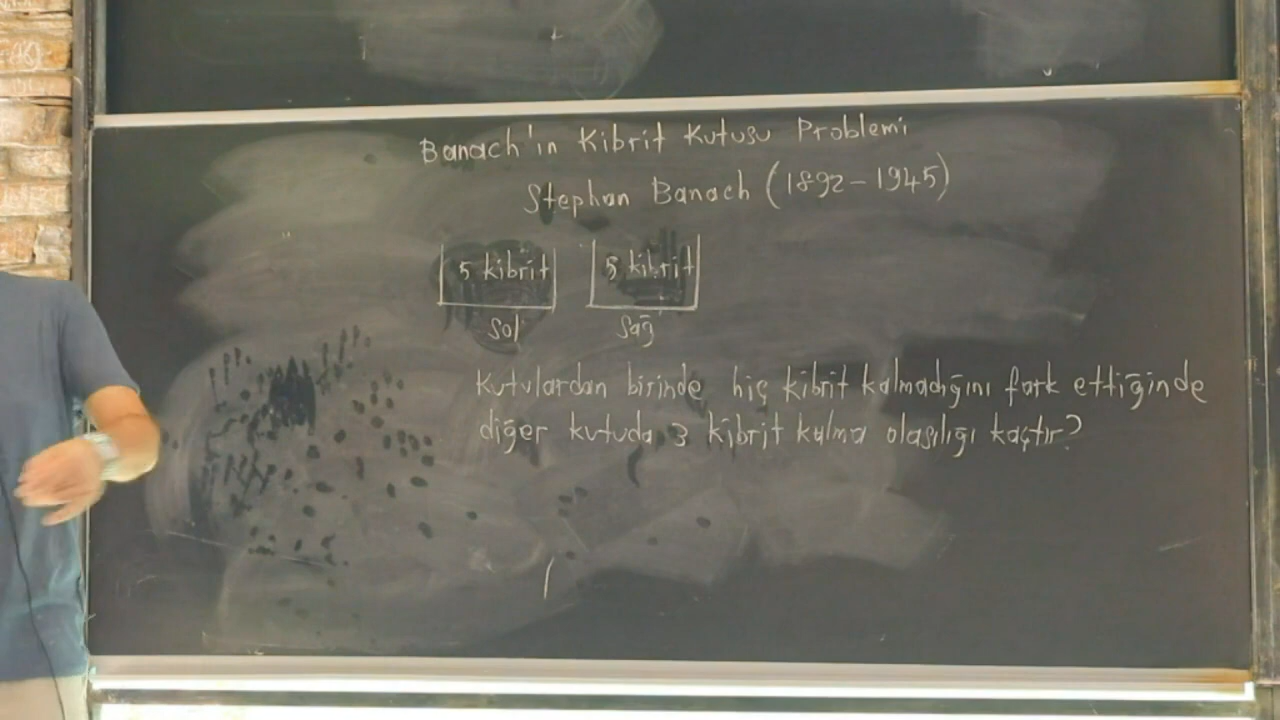 Banach'ın Kibrit Kutusu Problemi
Stephan Banach (1892-1945)
5 kibrit 5 kibrit
Sol Sağ
Kutulardan birinde hiç kibrit kalmadığını fark ettiğinde
diğer kutuda 3 kibrit kalma olasılığı kaçtır?